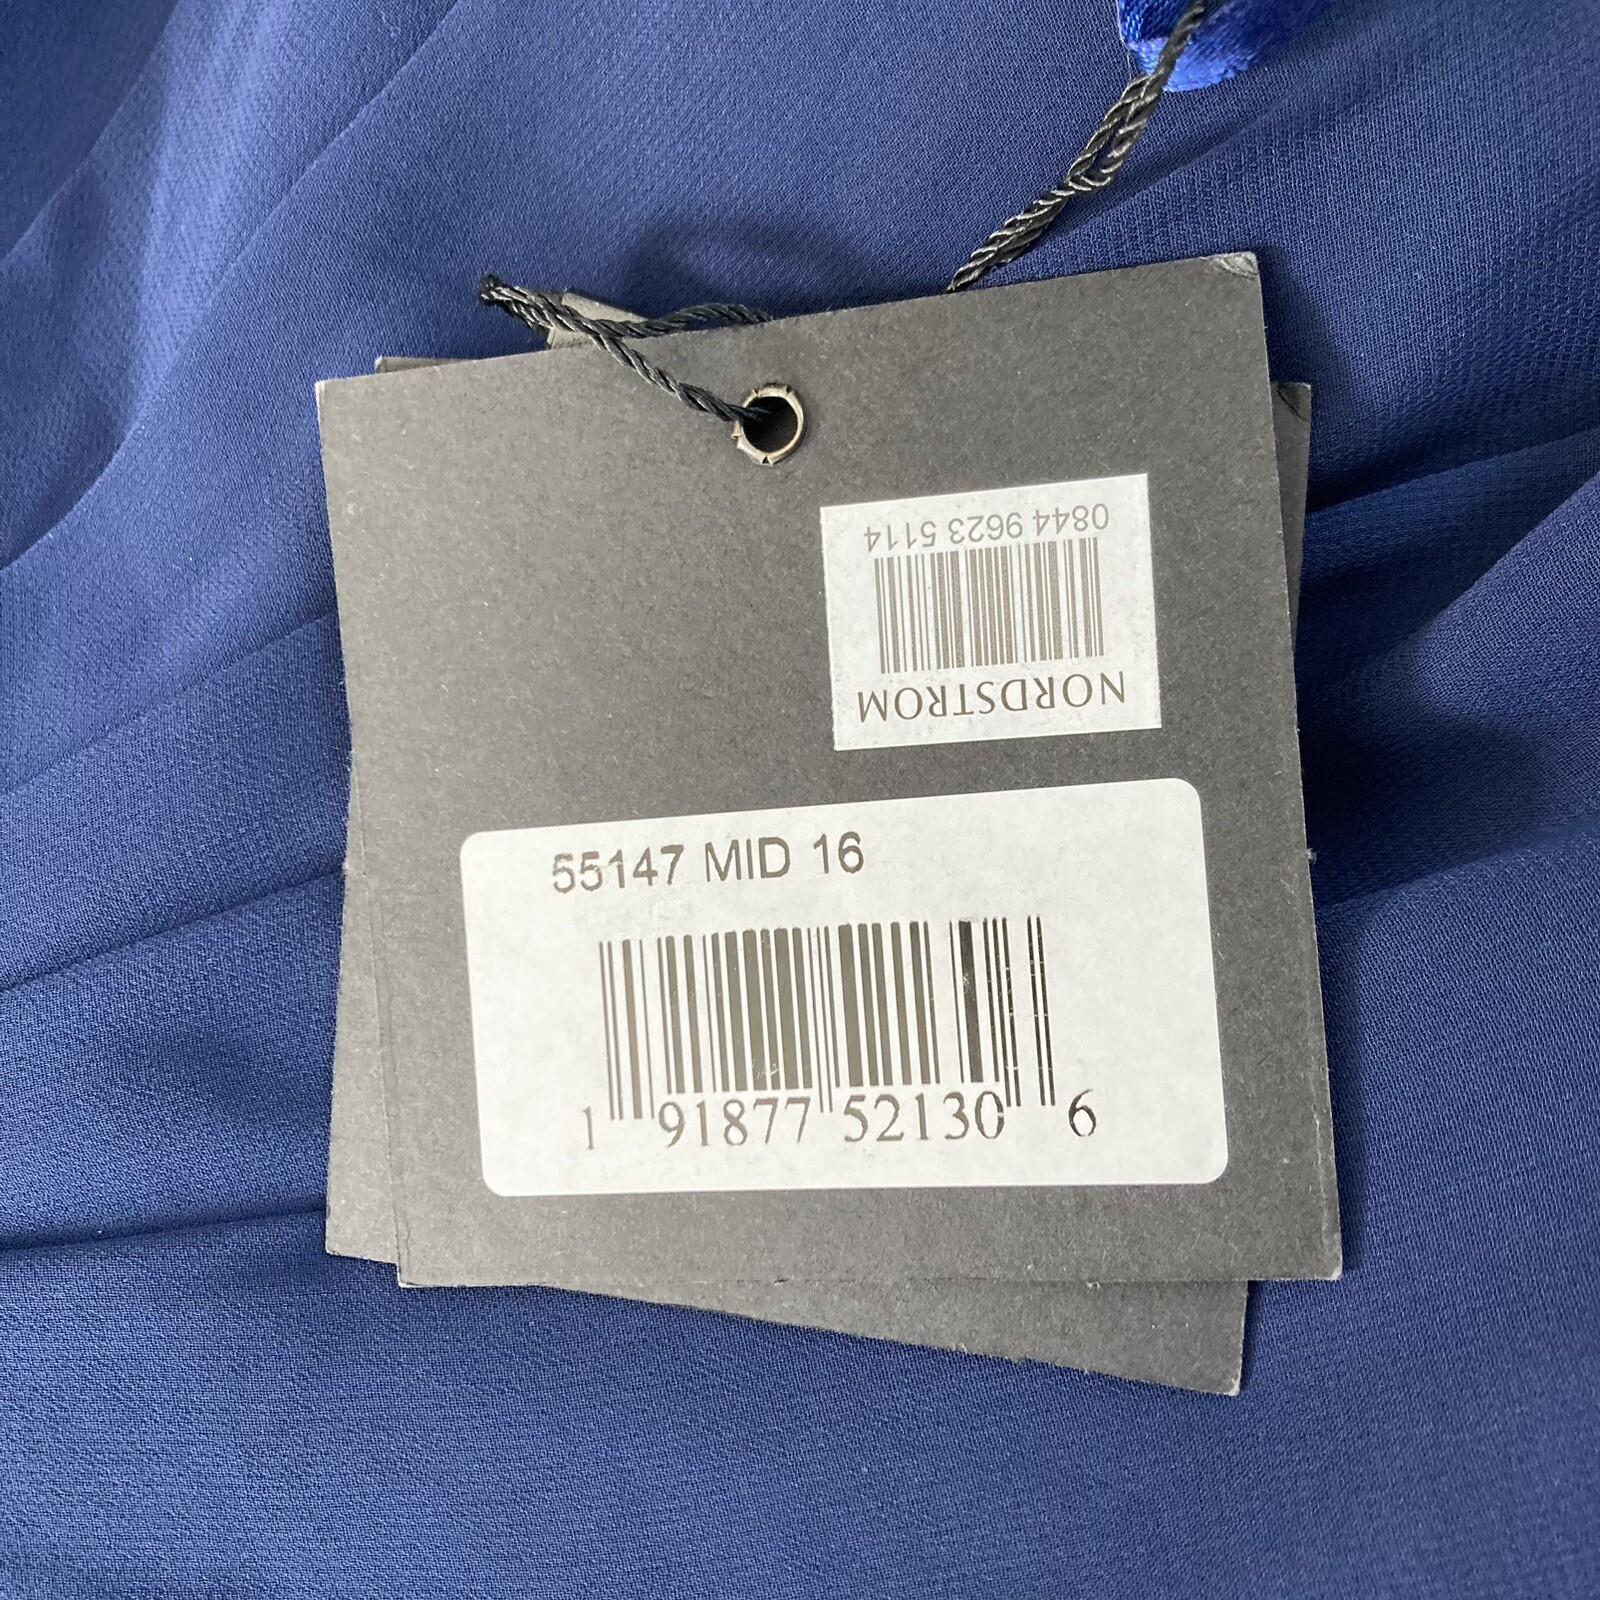 0844 9623 5114
NORDSTROM
55147 MID 16
1 91877 52130 6